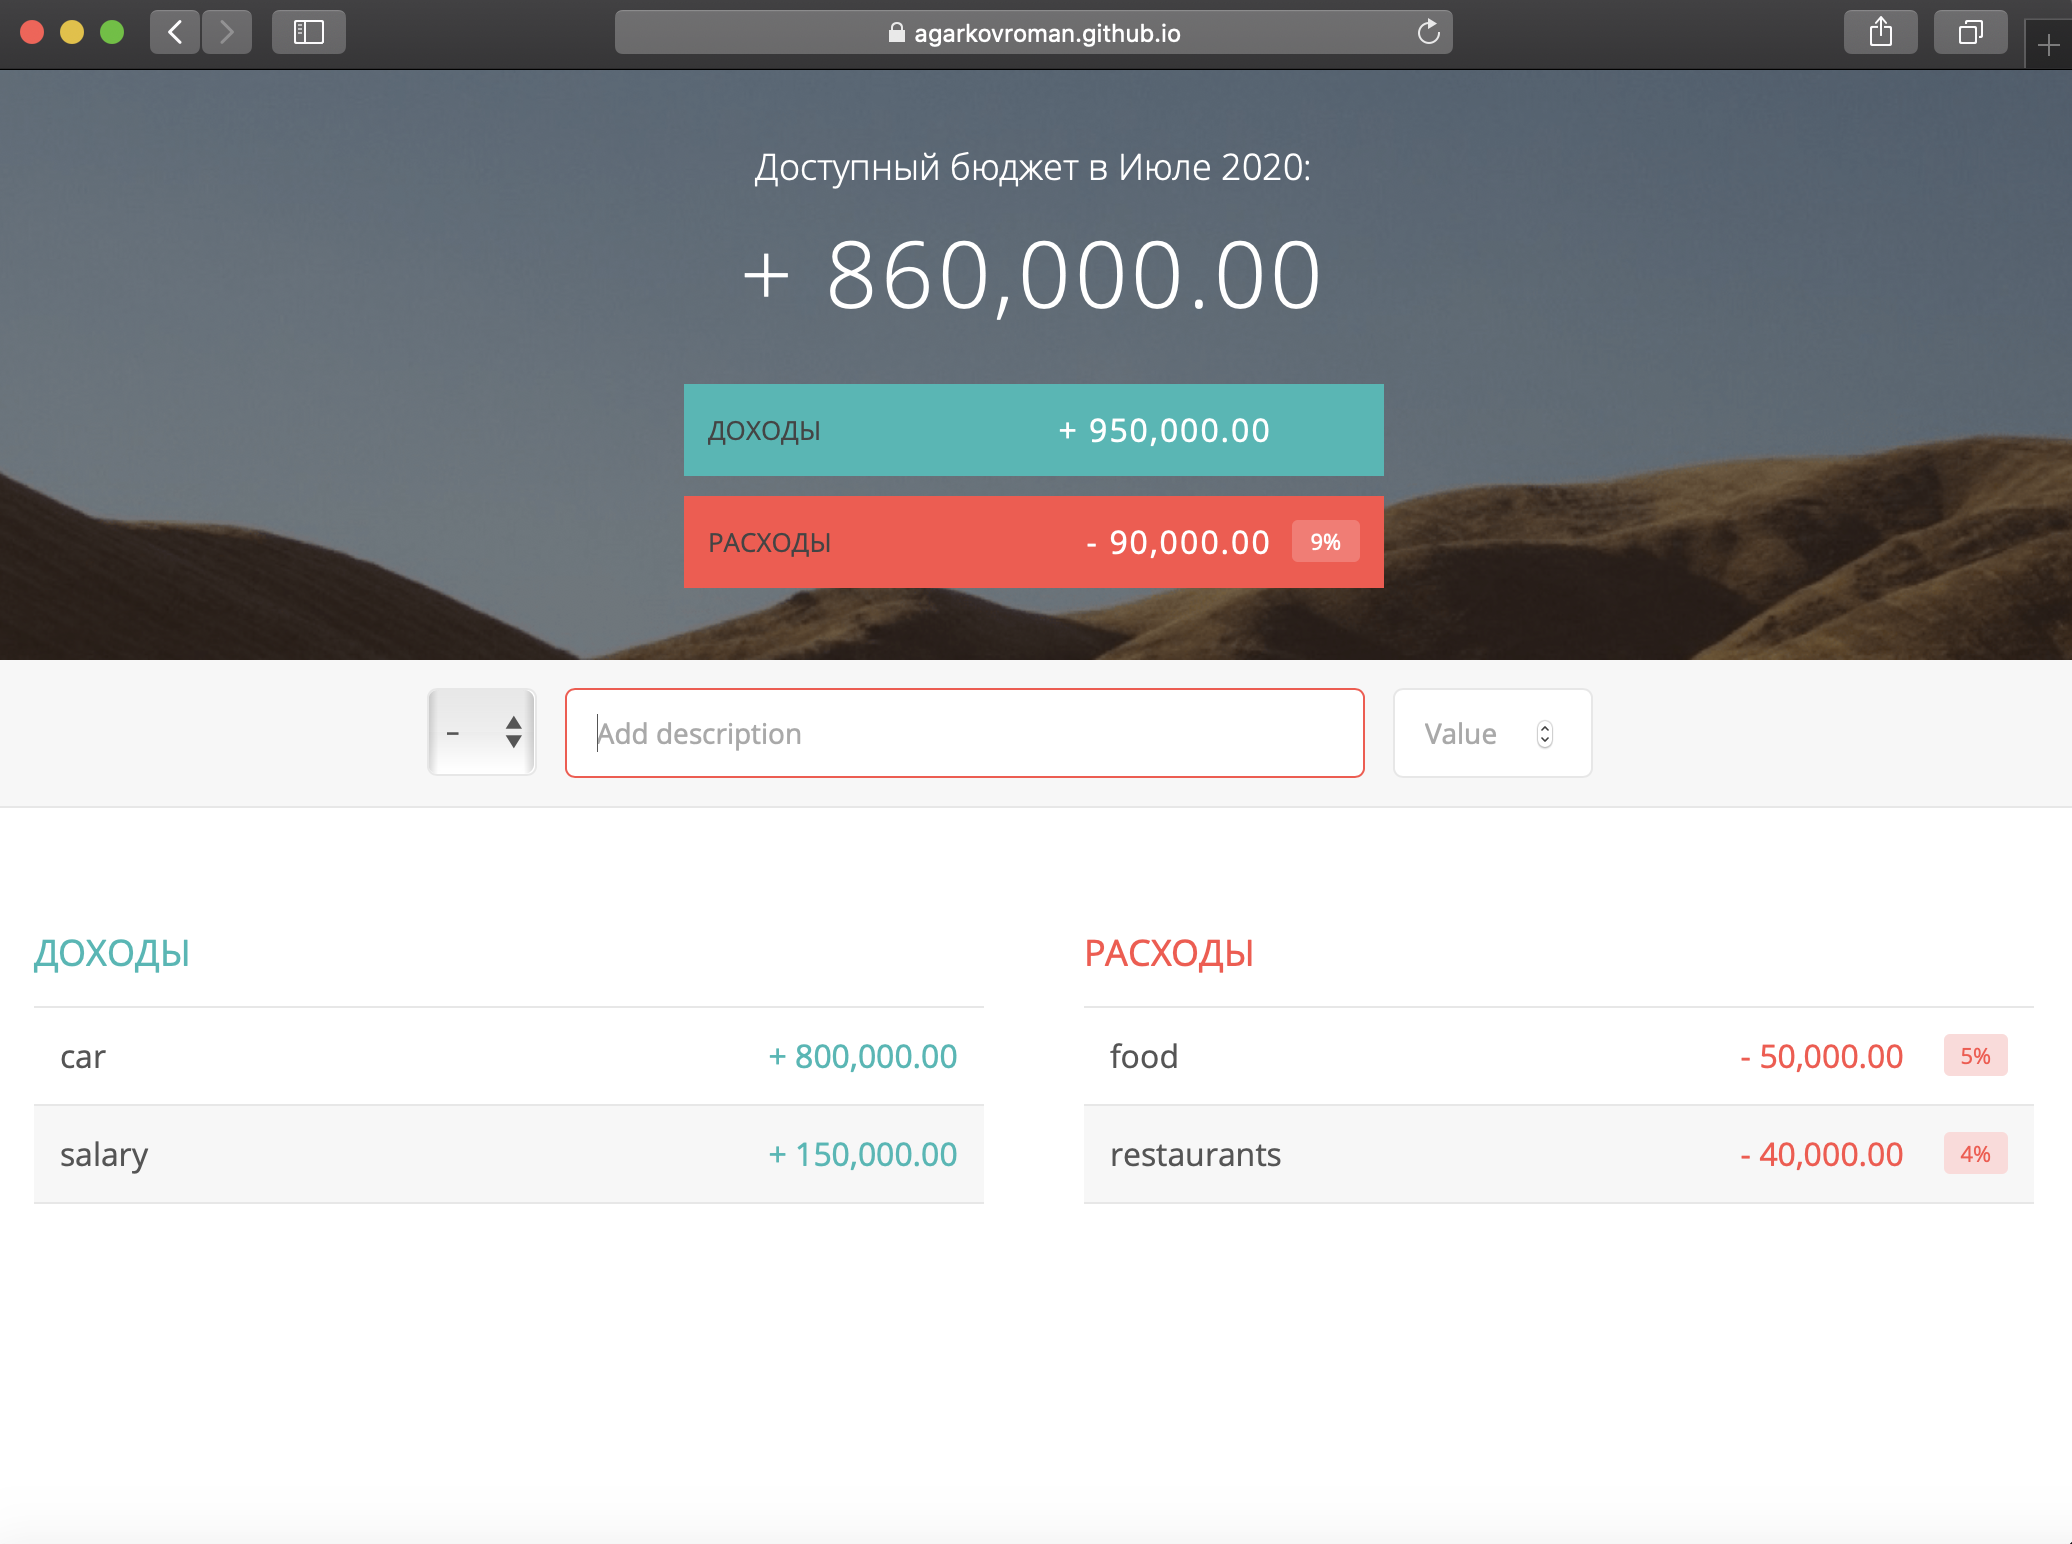 agarkovroman.github.io
Доступный бюджет в Июле 2020:
+ 860,000.00
ДОХОДЫ + 950,000.00
РАСХОДЫ - 90,000.00 9%
- Add description Value
ДОХОДЫ
car + 800,000.00
salary + 150,000.00
РАСХОДЫ
food - 50,000.00 5%
restaurants - 40,000.00 4%